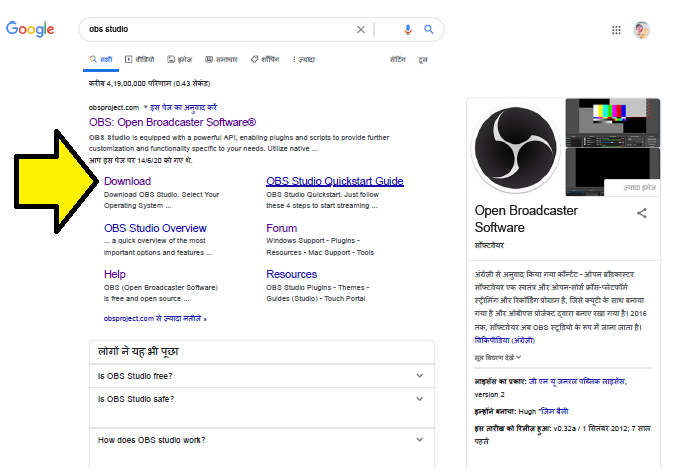 Google
obs studio
सभी वीडियो इमेज समाचार शॉपिंग ज़्यादा सेटिंग टूल
करीब 4,19,00,000 परिणाम (0.43 सेकंड)
obsproject.com ▾ इस पेज का अनुवाद करें
OBS: Open Broadcaster Software®
OBS Studio is equipped with a powerful API, enabling plugins and scripts to provide further
customization and functionality specific to your needs. Utilize native ...
आप इस पेज पर 14/6/20 को गए थे.
Download
Download OBS Studio. Select Your
Operating System ...
OBS Studio Quickstart Guide
OBS Studio Quickstart. Just follow
these 4 steps to start streaming ...
OBS Studio Overview
... a quick overview of the most
important options and features ...
Forum
Windows Support - Plugins -
Resources - Mac Support - Tools
Help
OBS (Open Broadcaster Software)
is free and open source ...
Resources
OBS Studio Plugins - Themes -
Guides (Studio) - Touch Portal
obsproject.com से ज़्यादा नतीजे »
लोगों ने यह भी पूछा
Is OBS Studio free?
Is OBS Studio safe?
How does OBS studio work?
ज़्यादा इमेज
Open Broadcaster
Software
सॉफ़्टवेयर
अंग्रेज़ी से अनुवाद किया गया कॉन्टेंट - ओपन ब्रॉडकास्टर
सॉफ्टवेयर एक स्वतंत्र और ओपन-सोर्स क्रॉस-प्लेटफॉर्म
स्ट्रीमिंग और रिकॉर्डिंग प्रोग्राम है, जिसे क्यूटी के साथ बनाया
गया है और ओबीएस प्रोजेक्ट द्वारा बनाए रखा गया है। 2016
तक, सॉफ्टवेयर अब OBS स्टूडियो के रूप में जाना जाता है।
विकिपीडिया (अंग्रेज़ी)
मूल विवरण देखें
लाइसेंस का प्रकार: जी एन यू जनरल पब्लिक लाइसेंस,
version 2
इन्होंने बनाया: Hugh "जिम बैली
इस तारीख को रिलीज़ हुआ: v0.32a / 1 सितंबर 2012; 7 साल
पहले